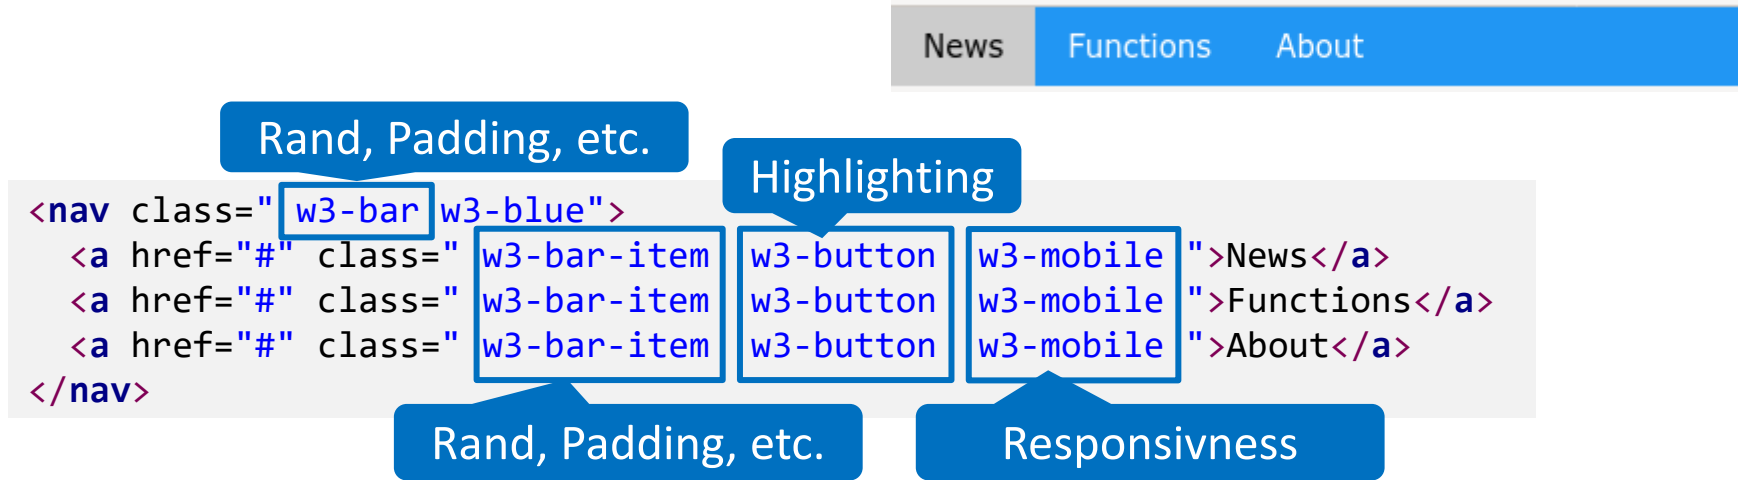 News Functions About
Rand, Padding, etc.
Highlighting
<nav class=" w3-bar w3-blue">
<a href="#" class=" w3-bar-item w3-button w3-mobile ">News</a>
<a href="#" class=" w3-bar-item w3-button w3-mobile ">Functions</a>
<a href="#" class=" w3-bar-item w3-button w3-mobile ">About</a>
</nav>
Rand, Padding, etc.
Responsivness